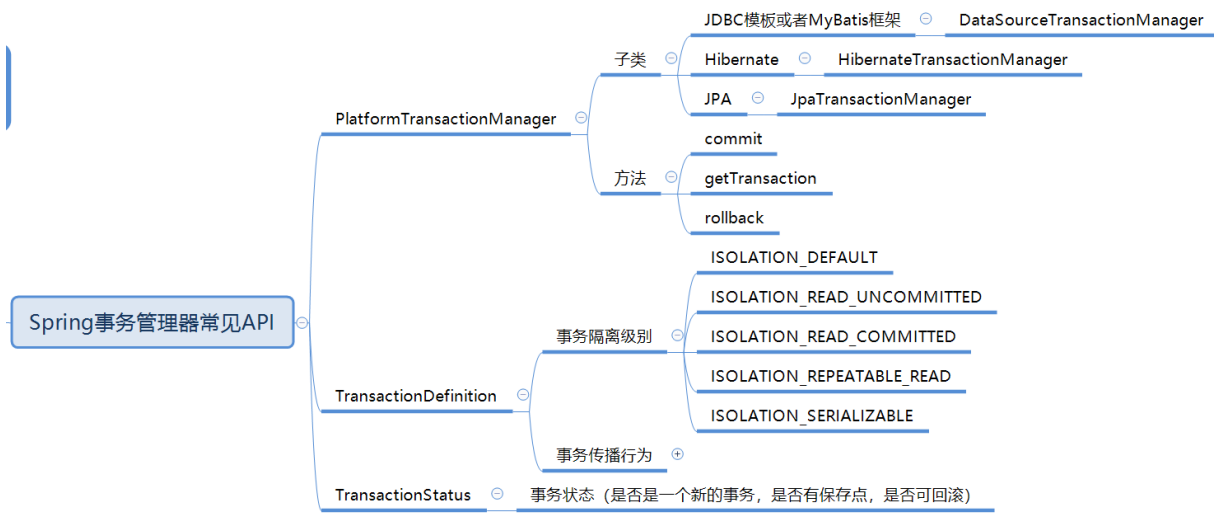 Spring事务管理器常见API
PlatformTransactionManager
子类
JDBC模板或者MyBatis框架
DataSourceTransactionManager
Hibernate
HibernateTransactionManager
JPA
JpaTransactionManager
方法
commit
getTransaction
rollback
TransactionDefinition
事务隔离级别
ISOLATION_DEFAULT
ISOLATION_READ_UNCOMMITTED
ISOLATION_READ_COMMITTED
ISOLATION_REPEATABLE_READ
ISOLATION_SERIALIZABLE
事务传播行为
TransactionStatus
事务状态（是否是一个新的事务，是否有保存点，是否可回滚）